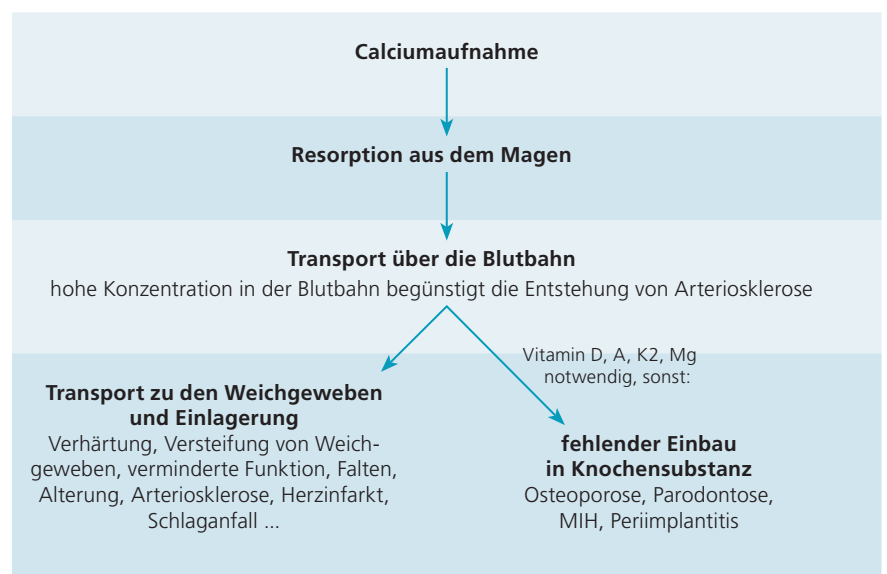 Calciumaufnahme
Resorption aus dem Magen
Transport über die Blutbahn
hohe Konzentration in der Blutbahn begünstigt die Entstehung von Arteriosklerose
Vitamin D, A, K2, Mg
notwendig, sonst:
Transport zu den Weichgeweben
und Einlagerung
Verhärtung, Versteifung von Weich-
geweben, verminderte Funktion, Falten,
Alterung, Arteriosklerose, Herzinfarkt,
Schlaganfall ...
fehlender Einbau
in Knochensubstanz
Osteoporose, Parodontose,
MIH, Periimplantitis